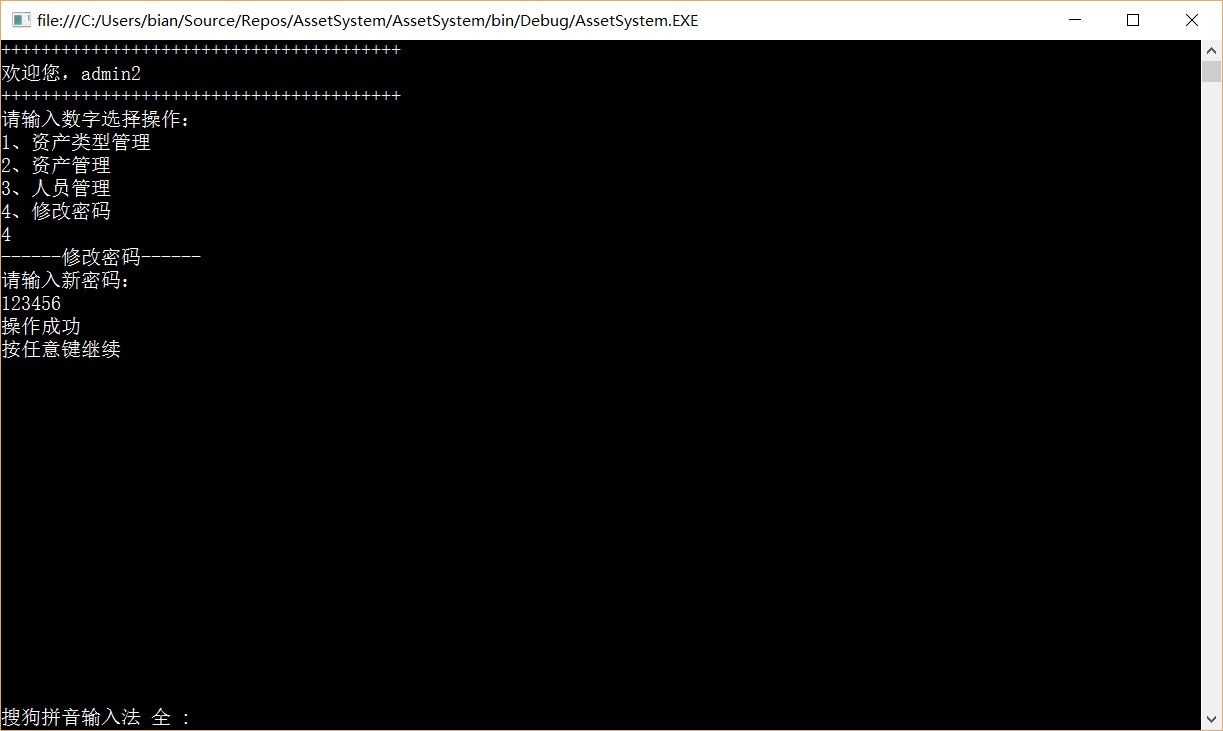 file:///C:/Users/bian/Source/Repos/AssetSystem/AssetSystem/bin/Debug/AssetSystem.EXE
++++++++++++++++++++++++++++++++++++++++
欢迎您，admin2
++++++++++++++++++++++++++++++++++++++++
请输入数字选择操作：
1、资产类型管理
2、资产管理
3、人员管理
4、修改密码
4
------修改密码------
请输入新密码：
123456
操作成功
按任意键继续
搜狗拼音输入法 全 :